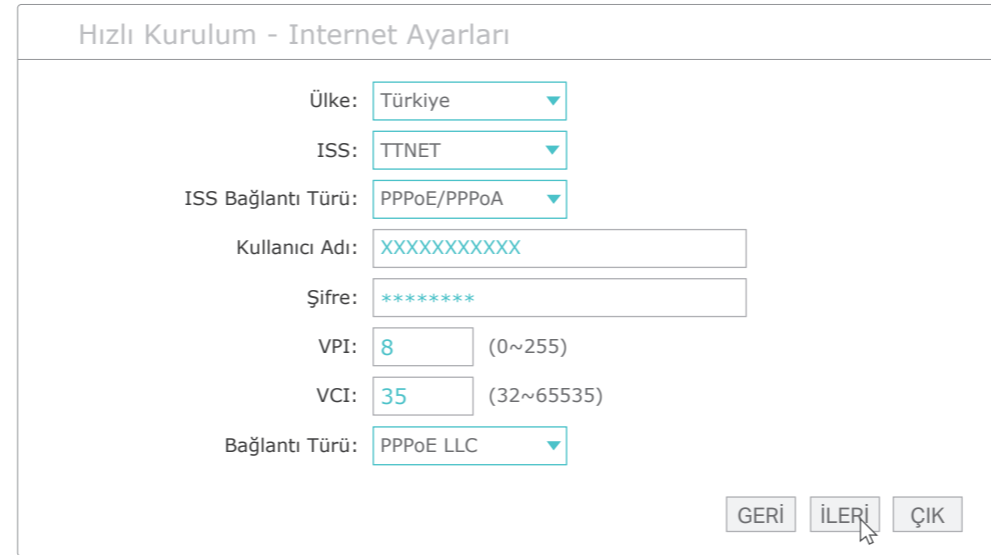 Hızlı Kurulum - Internet Ayarları
Ülke: Türkiye
ISS: TTNET
ISS Bağlantı Türü: PPPoE/PPPoA
Kullanıcı Adı: XXXXXXXXXXX
Şifre: ********
VPI: 8 (0~255)
VCI: 35 (32~65535)
Bağlantı Türü: PPPoE LLC
GERİ İLERİ ÇIK